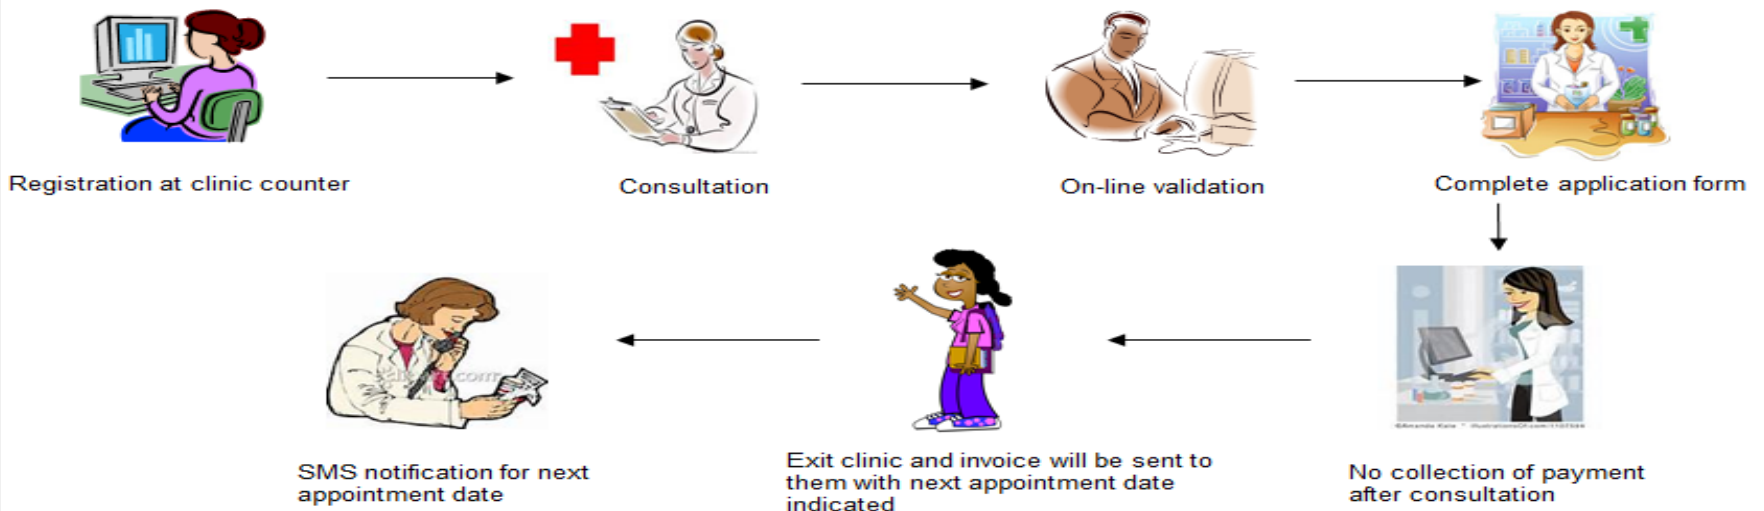 Registration at clinic counter
Consultation
On-line validation
Complete application form
SMS notification for next
appointment date
Exit clinic and invoice will be sent to
them with next appointment date
indicated
No collection of payment
after consultation